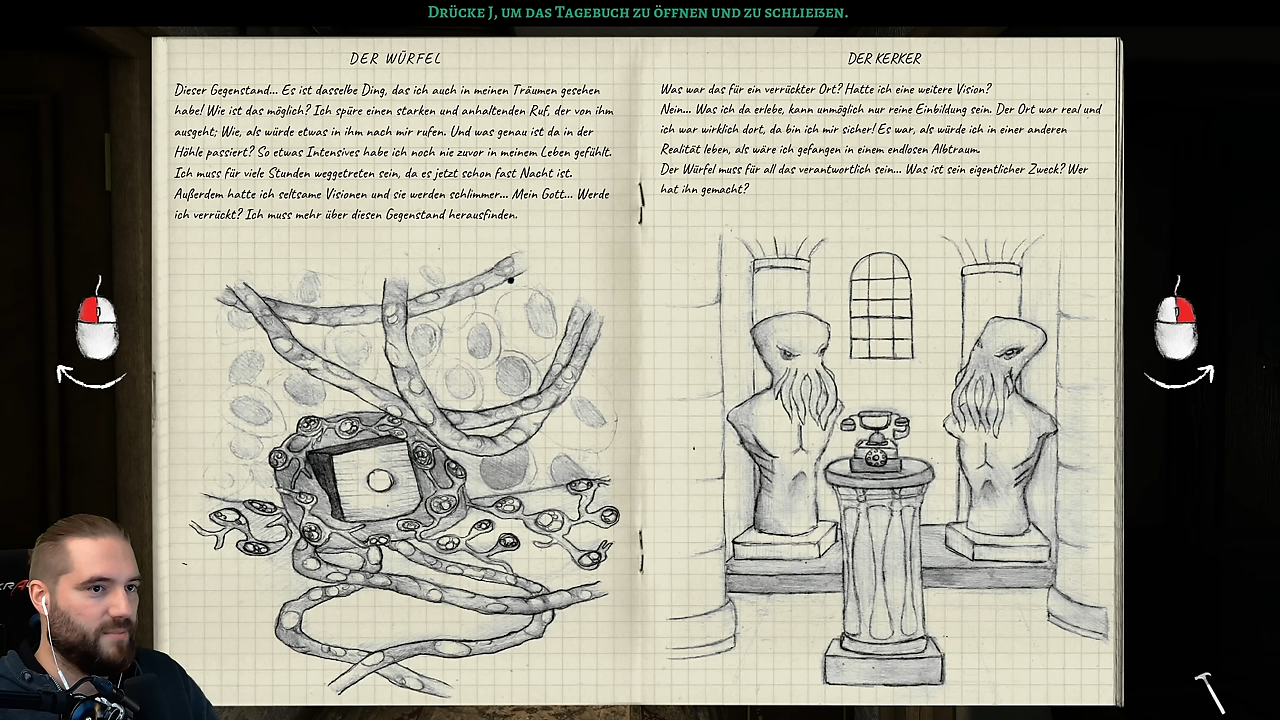 Drücke J, um das Tagebuch zu öffnen und zu schließen.
DER WÜRFEL
Dieser Gegenstand... Es ist dasselbe Ding, das ich auch in meinen Träumen gesehen
habe! Wie ist das möglich? Ich spüre einen starken und anhaltenden Ruf, der von ihm
ausgeht; Wie, als würde etwas in ihm nach mir rufen. Und was genau ist da in der
Höhle passiert? So etwas Intensives habe ich noch nie zuvor in meinem Leben gefühlt.
Ich muss für viele Stunden weggetreten sein, da es jetzt schon fast Nacht ist.
Außerdem hatte ich seltsame Visionen und sie werden schlimmer... Mein Gott... Werde
ich verrückt? Ich muss mehr über diesen Gegenstand herausfinden.
DER KERKER
Was war das für ein verrückter Ort? Hatte ich eine weitere Vision?
Nein... Was ich da erlebe, kann unmöglich nur reine Einbildung sein. Der Ort war real und
ich war wirklich dort, da bin ich mir sicher! Es war, als würde ich in einer anderen
Realität leben, als wäre ich gefangen in einem endlosen Albtraum.
Der Würfel muss für all das verantwortlich sein... Was ist sein eigentlicher Zweck? Wer
hat ihn gemacht?